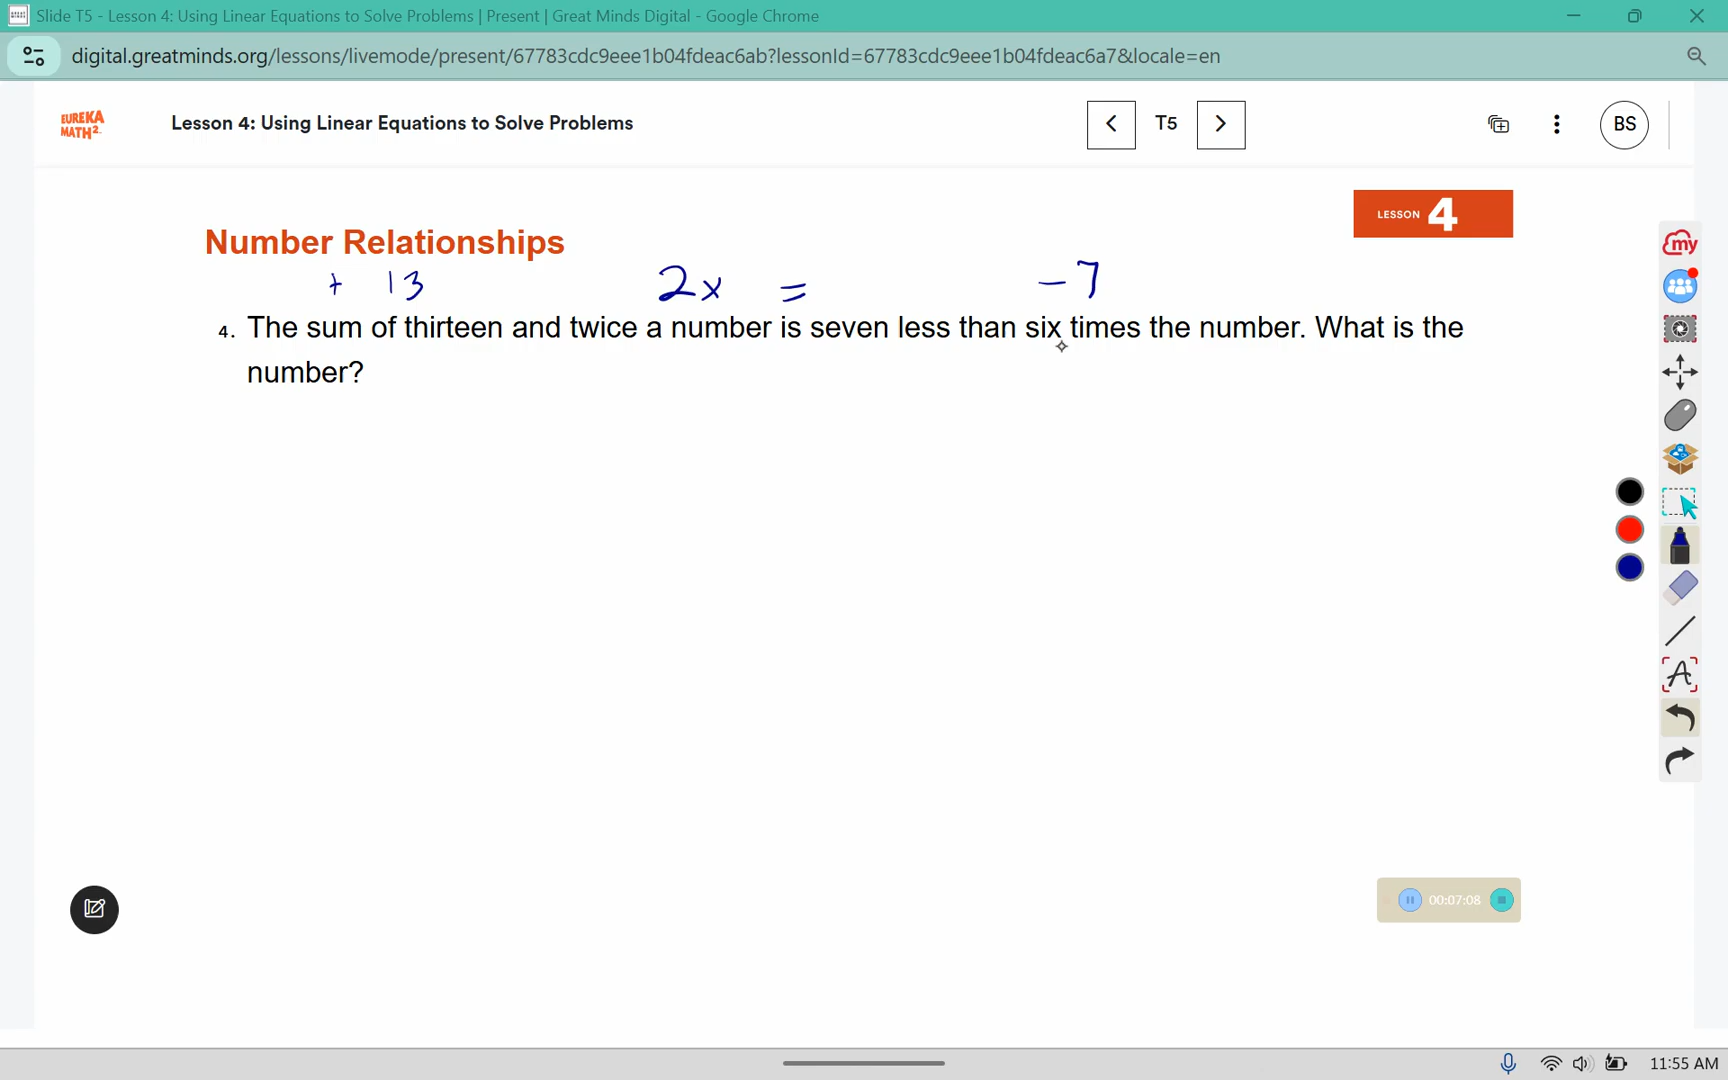 Slide T5 - Lesson 4: Using Linear Equations to Solve Problems | Present | Great Minds Digital - Google Chrome
digital.greatminds.org/lessons/livemode/present/67783cdc9eee1b04fdeac6ab?lessonId=67783cdc9eee1b04fdeac6a7&locale=en
EUREKA
MATH²
Lesson 4: Using Linear Equations to Solve Problems
T5
BS
LESSON 4
my
Number Relationships
+ 13 2x = -7
4. The sum of thirteen and twice a number is seven less than six times the number. What is the
number?
A
00:07:08
11:55 AM